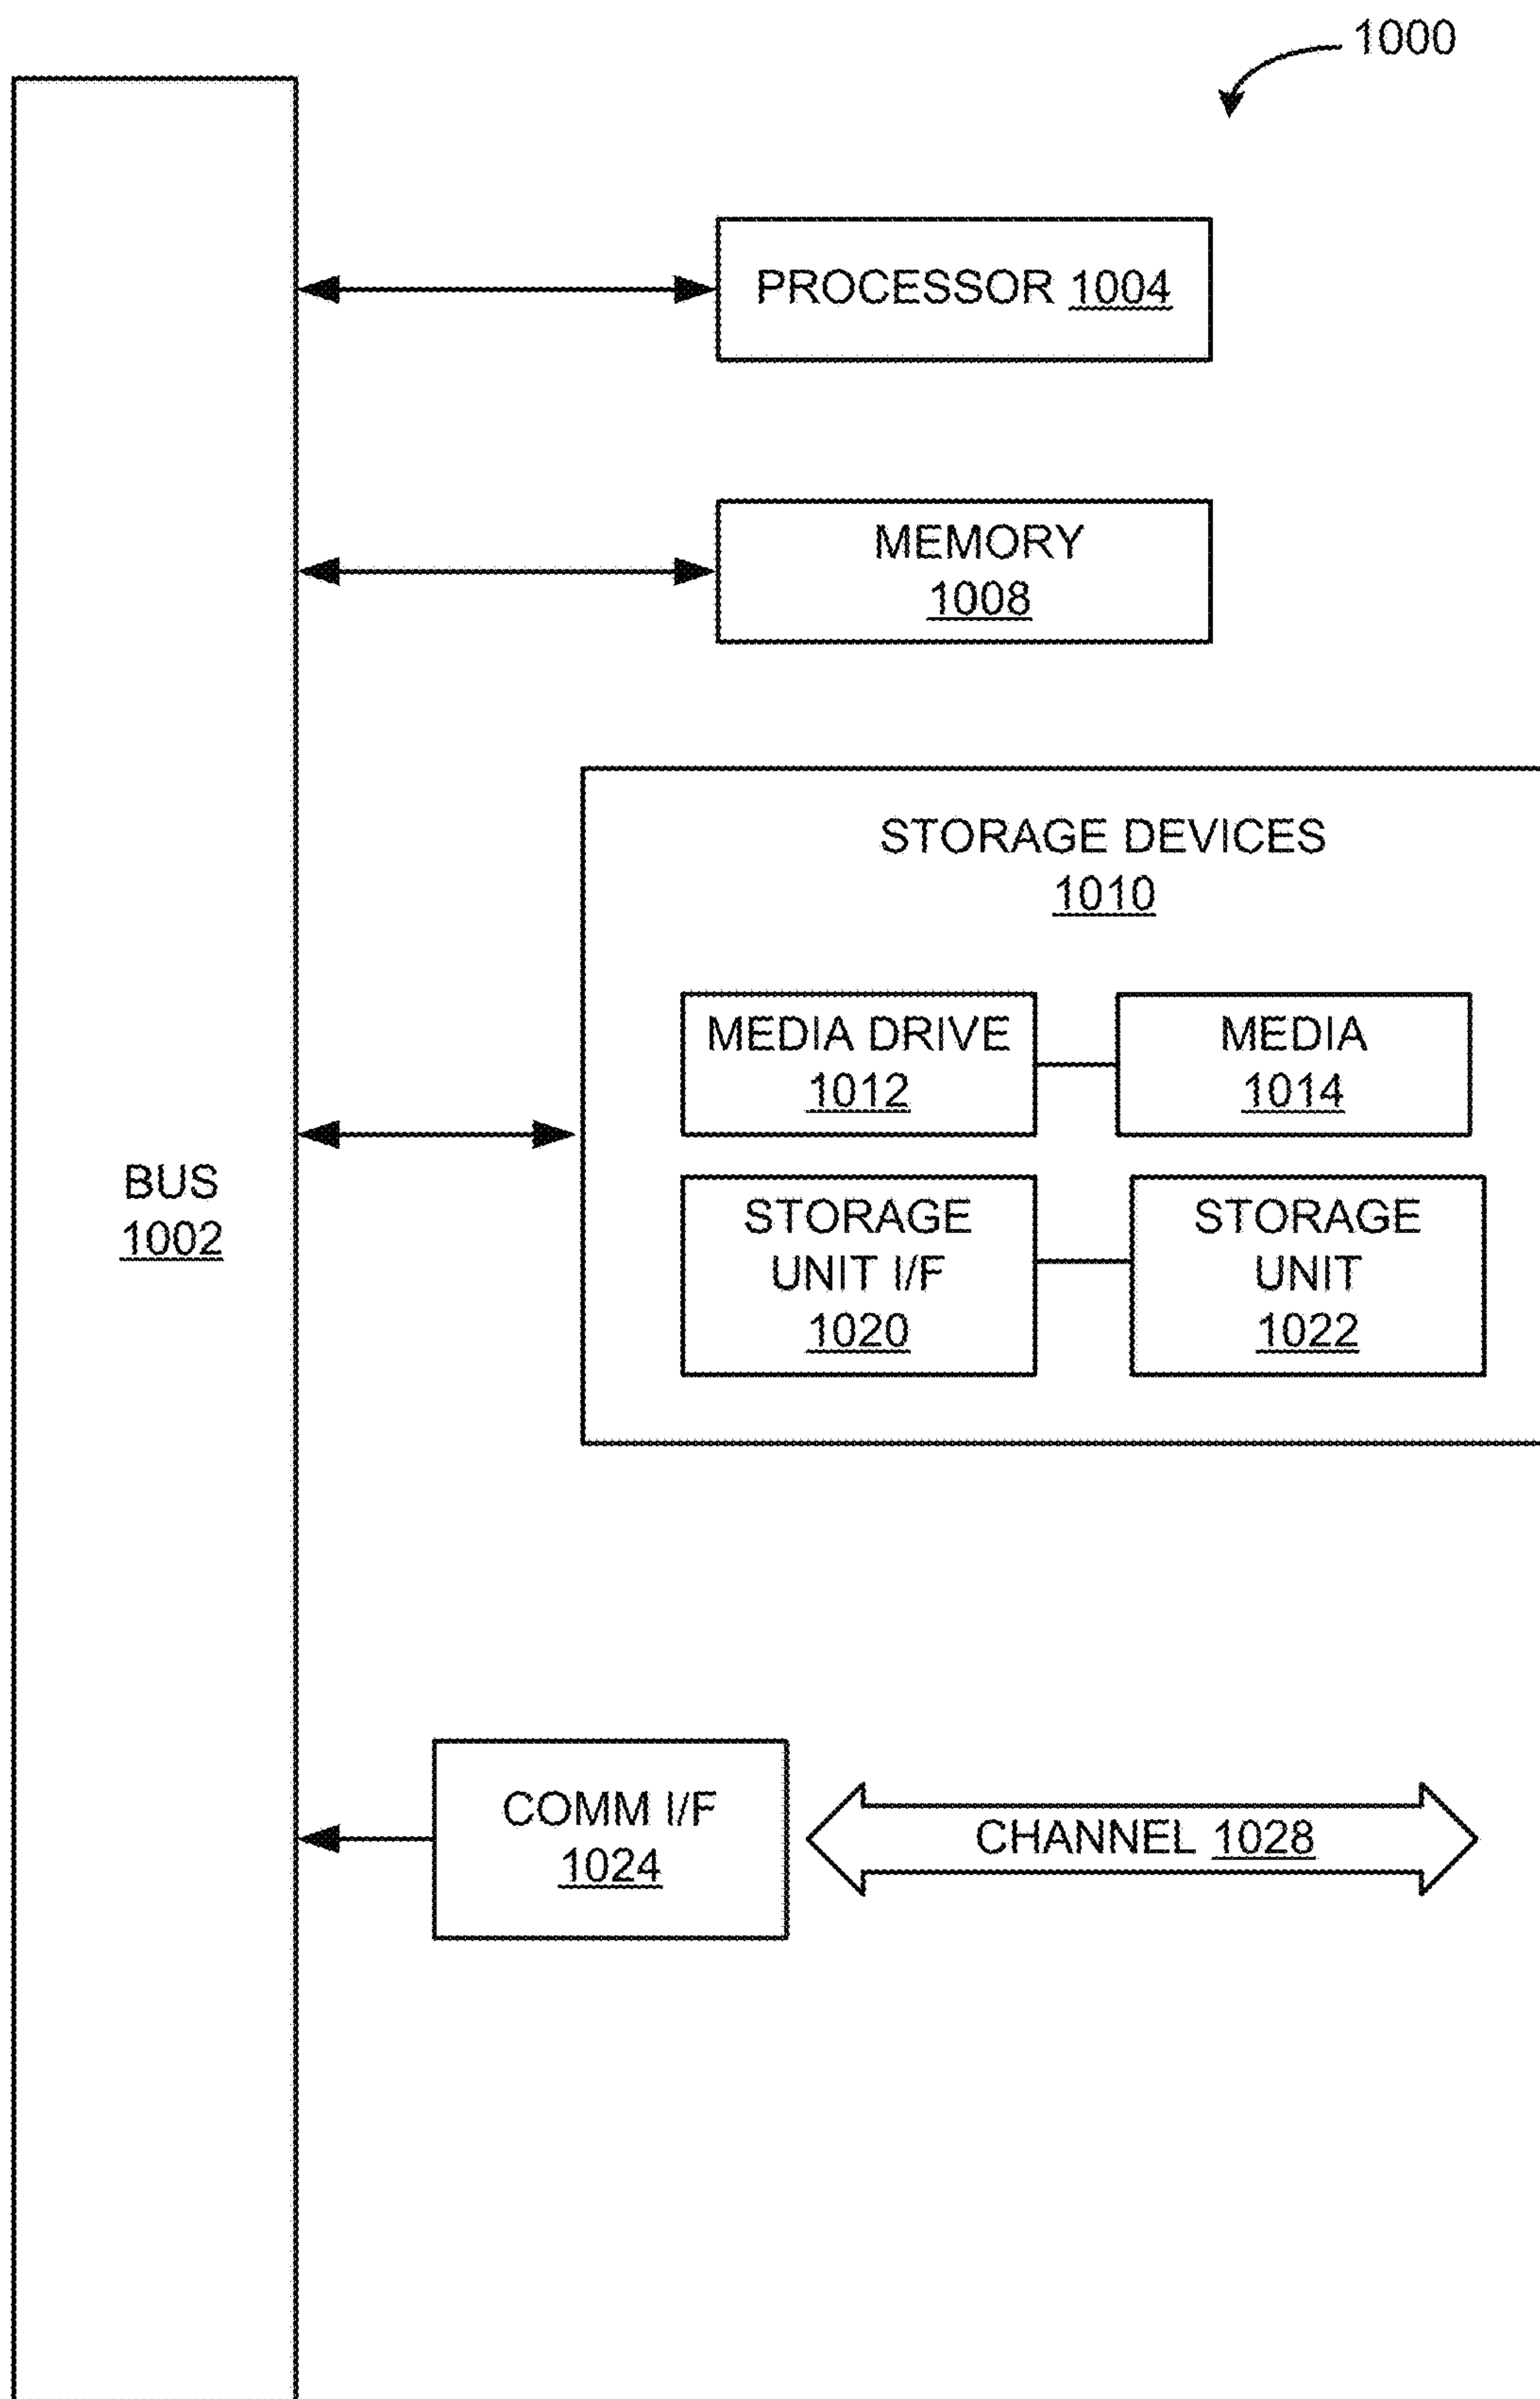 1000
PROCESSOR 1004
MEMORY
1008
STORAGE DEVICES
1010
MEDIA DRIVE
1012
MEDIA
1014
BUS
1002
STORAGE
UNIT I/F
1020
STORAGE
UNIT
1022
COMM I/F
1024
CHANNEL 1028